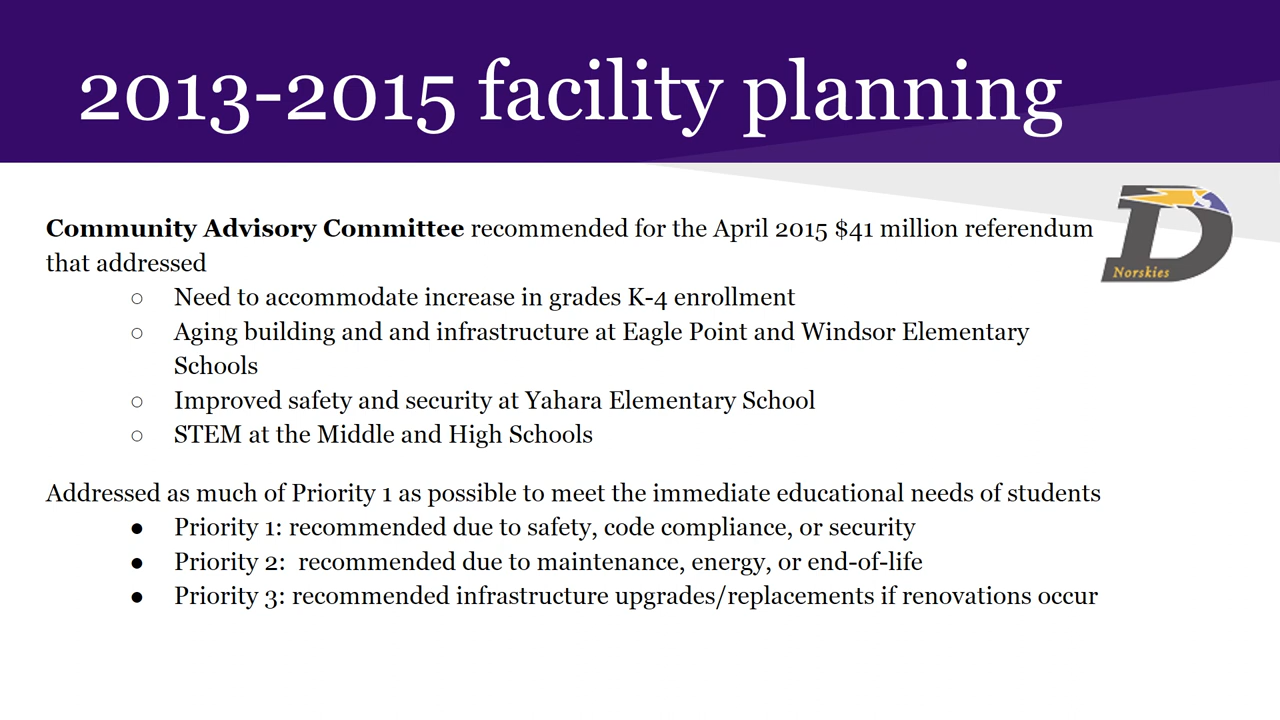 2013-2015 facility planning
Community Advisory Committee recommended for the April 2015 $41 million referendum
that addressed
○ Need to accommodate increase in grades K-4 enrollment
○ Aging building and and infrastructure at Eagle Point and Windsor Elementary
Schools
○ Improved safety and security at Yahara Elementary School
○ STEM at the Middle and High Schools
Addressed as much of Priority 1 as possible to meet the immediate educational needs of students
● Priority 1: recommended due to safety, code compliance, or security
● Priority 2:  recommended due to maintenance, energy, or end-of-life
● Priority 3: recommended infrastructure upgrades/replacements if renovations occur
D
Norskies